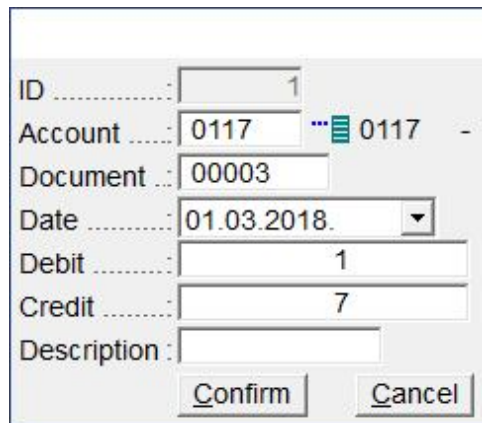 ID ............: 1
Account .....: 0117 0117 -
Document ..: 00003
Date ..........: 01.03.2018.
Debit .........: 1
Credit ........: 7
Description :
Confirm Cancel